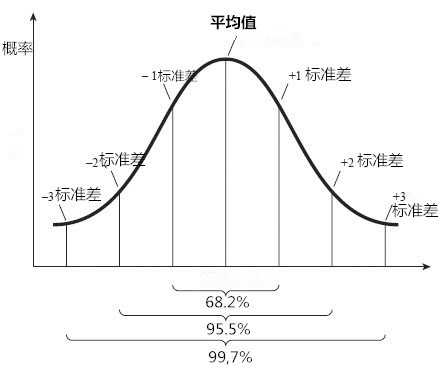 平均值
概率
–1标准差
+1 标准差
–2标准差
+2 标准差
–3标准差
+3
标准差
68.2%
95.5%
99,7%